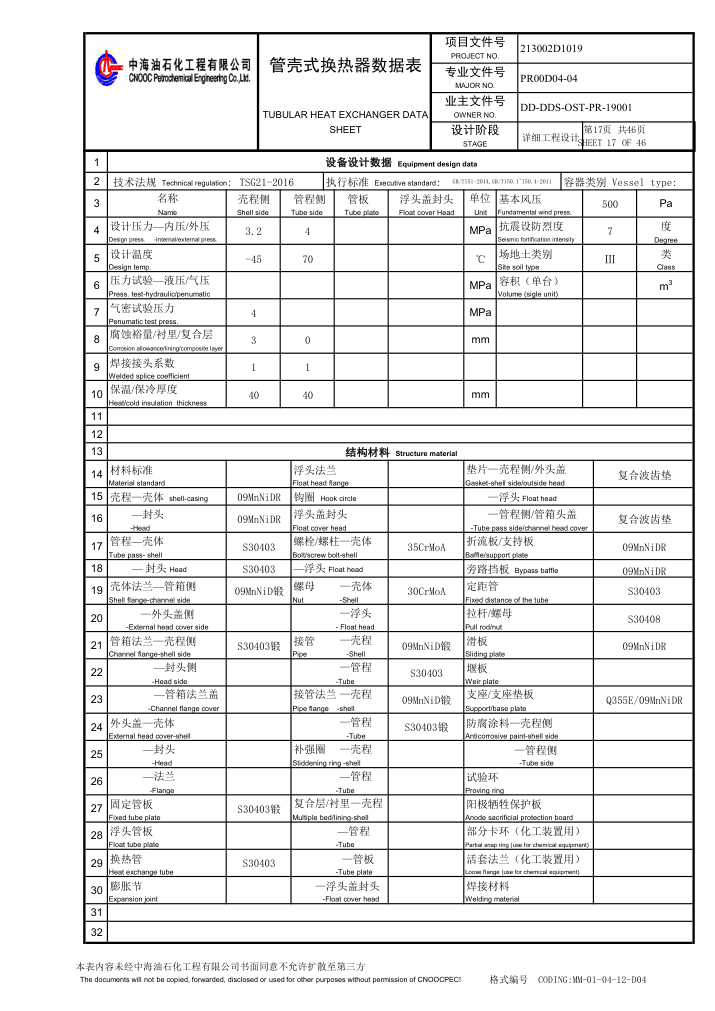 中海油石化工程有限公司
CNOOC Petrochemical Engineering Co.,Ltd.
管壳式换热器数据表
TUBULAR HEAT EXCHANGER DATA
SHEET
项目文件号
PROJECT NO.
213002D1019
专业文件号
MAJOR NO.
PR00D04-04
业主文件号
OWNER NO.
DD-DDS-OST-PR-19001
设计阶段
STAGE
详细工程设计
第17页 共46页
SHEET 17 OF 46
1 设备设计数据 Equipment design data
2 技术法规 Technical regulation: TSG21-2016 执行标准 Executive standard: GB/T151-2014,GB/T150.1~150.4-2011 容器类别 Vessel type:
3 名称 壳程侧 管程侧 管板 浮头盖封头 单位 基本风压 500 Pa
Name Shell side Tube side Tube plate Float cover Head Unit Fundamental wind press.
4 设计压力—内压/外压 3.2 4 MPa 抗震设防烈度 7 度
Design press. -Internal/external press. Seismic fortification intensity Degree
5 设计温度 -45 70 ℃ 场地土类别 Ⅲ 类
Design temp. Site soil type Class
6 压力试验—液压/气压 MPa 容积（单台） m3
Press. test-hydraulic/penumatic Volume (sigle unit)
7 气密试验压力 4 MPa
Penumatic test press.
8 腐蚀裕量/衬里/复合层 3 0 mm
Corrosion allowance/lining/composite layer
9 焊接接头系数 1 1
Welded splice coefficient
10 保温/保冷厚度 40 40 mm
Heat/cold insulation thickness
11
12
13 结构材料 Structure material
14 材料标准 浮头法兰 垫片—壳程侧/外头盖 复合波齿垫
Material standard Float head flange Gasket-shell side/outside head
15 壳程—壳体 shell-casing 09MnNiDR 钩圈 Hook circle —浮头 Float head
16 —封头 09MnNiDR 浮头盖封头 —管程侧/管箱头盖 复合波齿垫
-Head Float cover head -Tube pass side/channel head cover
17 管程—壳体 S30403 螺栓/螺柱—壳体 35CrMoA 折流板/支持板 09MnNiDR
Tube pass- shell Bolt/screw bolt-shell Baffle/support plate
18 — 封头 Head S30403 —浮头 Float head 旁路挡板 Bypass baffle 09MnNiDR
19 壳体法兰—管箱侧 09MnNiD锻 螺母 —壳体 30CrMoA 定距管 S30403
Shell flange-channel side Nut -Shell Fixed distance of the tube
20 —外头盖侧 —浮头 拉杆/螺母 S30408
-External head cover side - Float head Pull rod/nut
21 管箱法兰—壳程侧 S30403锻 接管 —壳程 09MnNiD锻 滑板 09MnNiDR
Channel flange-shell side Pipe -Shell Sliding plate
22 —封头侧 —管程 S30403 堰板
-Head side -Tube Weir plate
23 —管箱法兰盖 接管法兰 —壳程 09MnNiD锻 支座/支座垫板 Q355E/09MnNiDR
-Channel flange cover Pipe flange -shell Support/base plate
24 外头盖—壳体 —管程 S30403锻 防腐涂料—壳程侧
External head cover-shell -Tube Anticorrosive paint-shell side
25 —封头 补强圈 —壳程 —管程侧
-Head Stiddening ring -shell -Tube side
26 —法兰 —管程 试验环
-Flange -Tube Proving ring
27 固定管板 S30403锻 复合层/衬里—壳程 阳极牺牲保护板
Fixed tube plate Multiple bed/lining-shell Anode sacrificial protection board
28 浮头管板 —管程 部分卡环（化工装置用）
Float tube plate -Tube Partial snap ring (use for chemical equipment)
29 换热管 S30403 —管板 活套法兰（化工装置用）
Heat exchange tube -Tube plate Loose flange (use for chemical equipment)
30 膨胀节 —浮头盖封头 焊接材料
Expansion joint -Float cover head Welding material
31
32
本表内容未经中海油石化工程有限公司书面同意不允许扩散至第三方
The documents will not be copied, forwarded, disclosed or used for other purposes without permission of CNOOCPEC! 格式编号 CODING:MM-01-04-12-D04